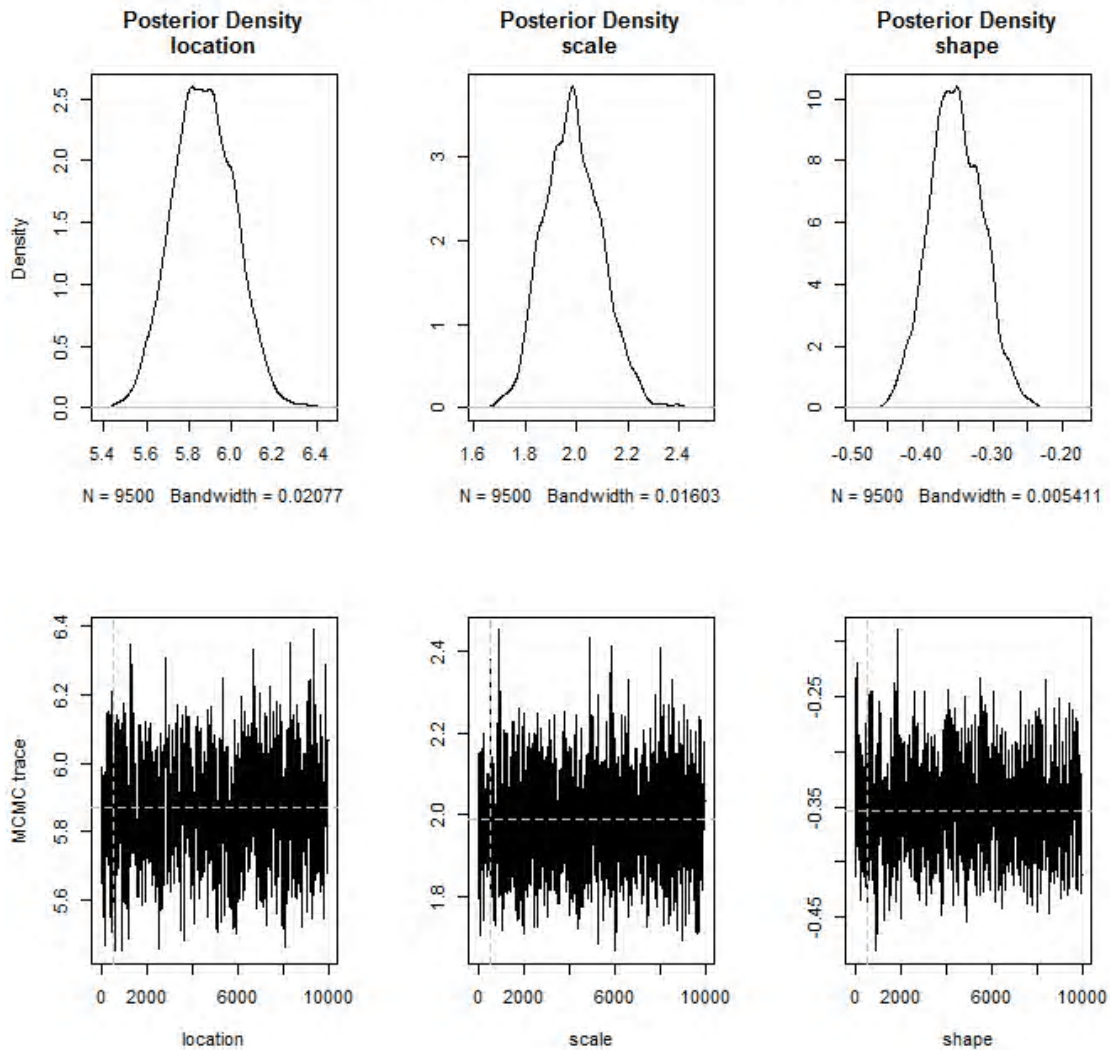 Posterior Density
location
Posterior Density
scale
Posterior Density
shape
Density
0.0 0.5 1.0 1.5 2.0 2.5
5.4 5.6 5.8 6.0 6.2 6.4
N = 9500 Bandwidth = 0.02077
0 1 2 3
1.6 1.8 2.0 2.2 2.4
N = 9500 Bandwidth = 0.01603
0 2 4 6 8 10
-0.50 -0.40 -0.30 -0.20
N = 9500 Bandwidth = 0.005411
MCMC trace
5.6 5.8 6.0 6.2 6.4
0 2000 6000 10000
location
1.8 2.0 2.2 2.4
0 2000 6000 10000
scale
-0.45 -0.35 -0.25
0 2000 6000 10000
shape